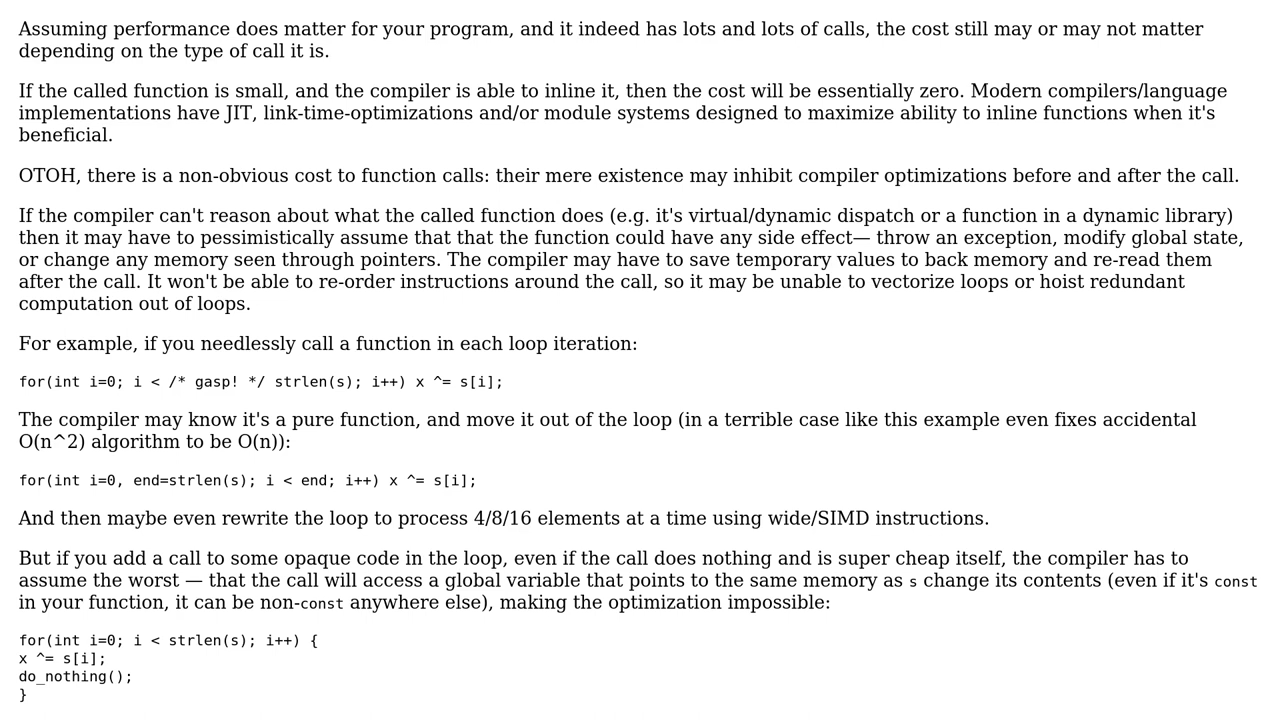 Assuming performance does matter for your program, and it indeed has lots and lots of calls, the cost still may or may not matter
depending on the type of call it is.
If the called function is small, and the compiler is able to inline it, then the cost will be essentially zero. Modern compilers/language
implementations have JIT, link-time-optimizations and/or module systems designed to maximize ability to inline functions when it's
beneficial.
OTOH, there is a non-obvious cost to function calls: their mere existence may inhibit compiler optimizations before and after the call.
If the compiler can't reason about what the called function does (e.g. it's virtual/dynamic dispatch or a function in a dynamic library)
then it may have to pessimistically assume that that the function could have any side effect— throw an exception, modify global state,
or change any memory seen through pointers. The compiler may have to save temporary values to back memory and re-read them
after the call. It won't be able to re-order instructions around the call, so it may be unable to vectorize loops or hoist redundant
computation out of loops.
For example, if you needlessly call a function in each loop iteration:
for(int i=0; i < /* gasp! */ strlen(s); i++) x ^= s[i];
The compiler may know it's a pure function, and move it out of the loop (in a terrible case like this example even fixes accidental
O(n^2) algorithm to be O(n)):
for(int i=0, end=strlen(s); i < end; i++) x ^= s[i];
And then maybe even rewrite the loop to process 4/8/16 elements at a time using wide/SIMD instructions.
But if you add a call to some opaque code in the loop, even if the call does nothing and is super cheap itself, the compiler has to
assume the worst — that the call will access a global variable that points to the same memory as s change its contents (even if it's const
in your function, it can be non-const anywhere else), making the optimization impossible:
for(int i=0; i < strlen(s); i++) {
x ^= s[i];
do_nothing();
}